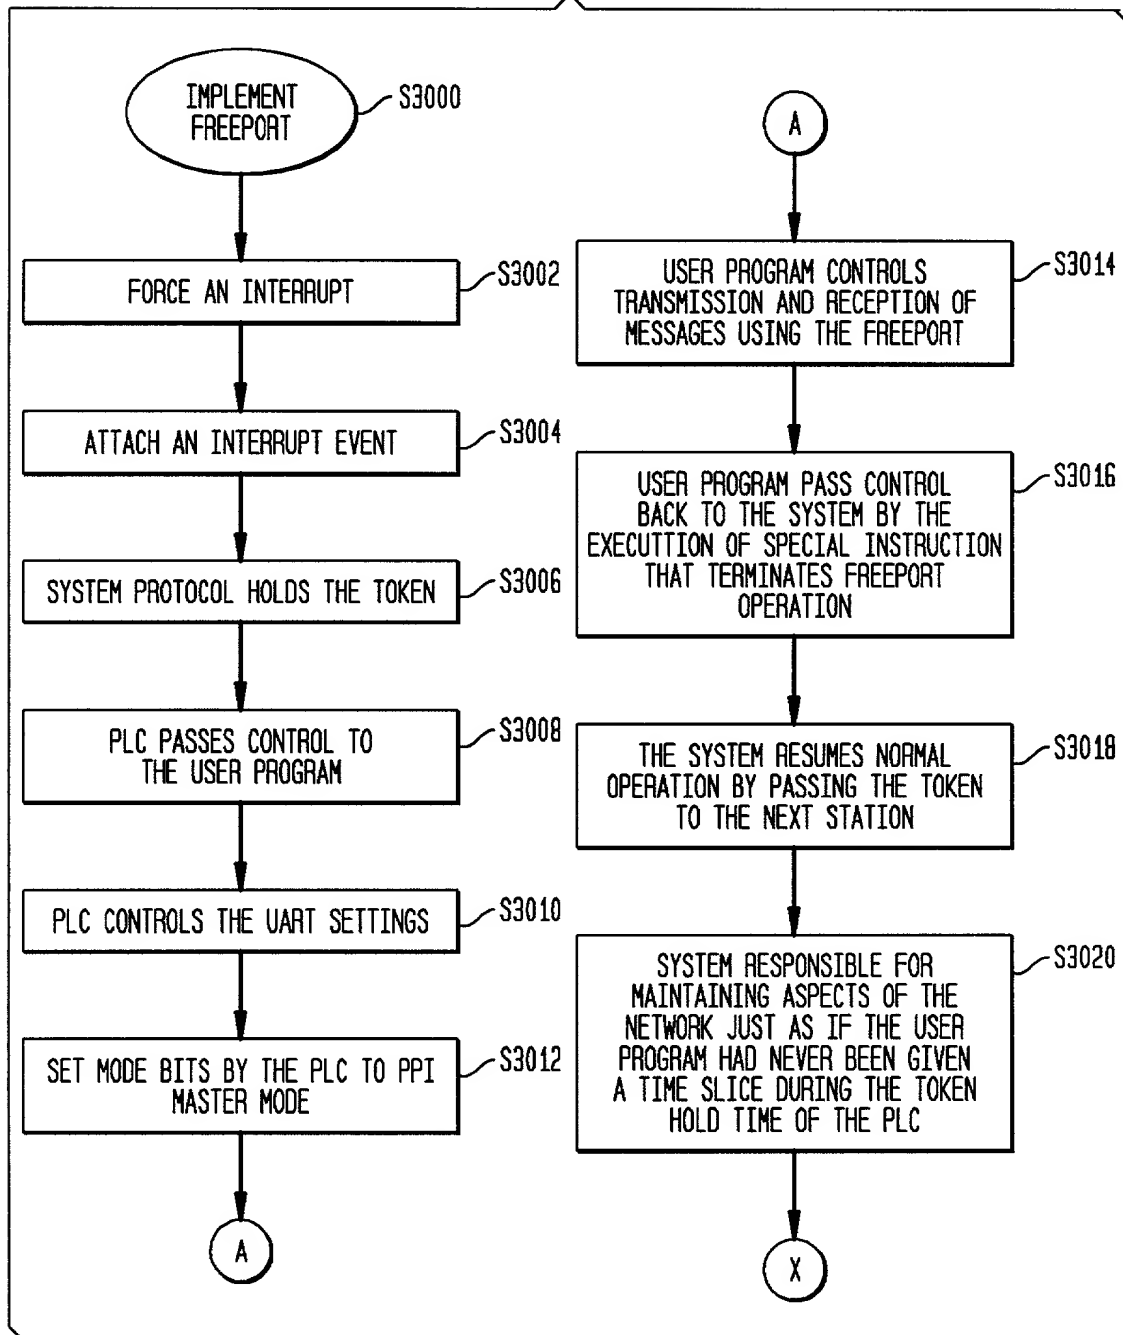 IMPLEMENT
FREEPORT
S3000
FORCE AN INTERRUPT
S3002
ATTACH AN INTERRUPT EVENT
S3004
SYSTEM PROTOCOL HOLDS THE TOKEN
S3006
PLC PASSES CONTROL TO
THE USER PROGRAM
S3008
PLC CONTROLS THE UART SETTINGS
S3010
SET MODE BITS BY THE PLC TO PPI
MASTER MODE
S3012
A
A
USER PROGRAM CONTROLS
TRANSMISSION AND RECEPTION OF
MESSAGES USING THE FREEPORT
S3014
USER PROGRAM PASS CONTROL
BACK TO THE SYSTEM BY THE
EXECUTTION OF SPECIAL INSTRUCTION
THAT TERMINATES FREEPORT
OPERATION
S3016
THE SYSTEM RESUMES NORMAL
OPERATION BY PASSING THE TOKEN
TO THE NEXT STATION
S3018
SYSTEM RESPONSIBLE FOR
MAINTAINING ASPECTS OF THE
NETWORK JUST AS IF THE USER
PROGRAM HAD NEVER BEEN GIVEN
A TIME SLICE DURING THE TOKEN
HOLD TIME OF THE PLC
S3020
X